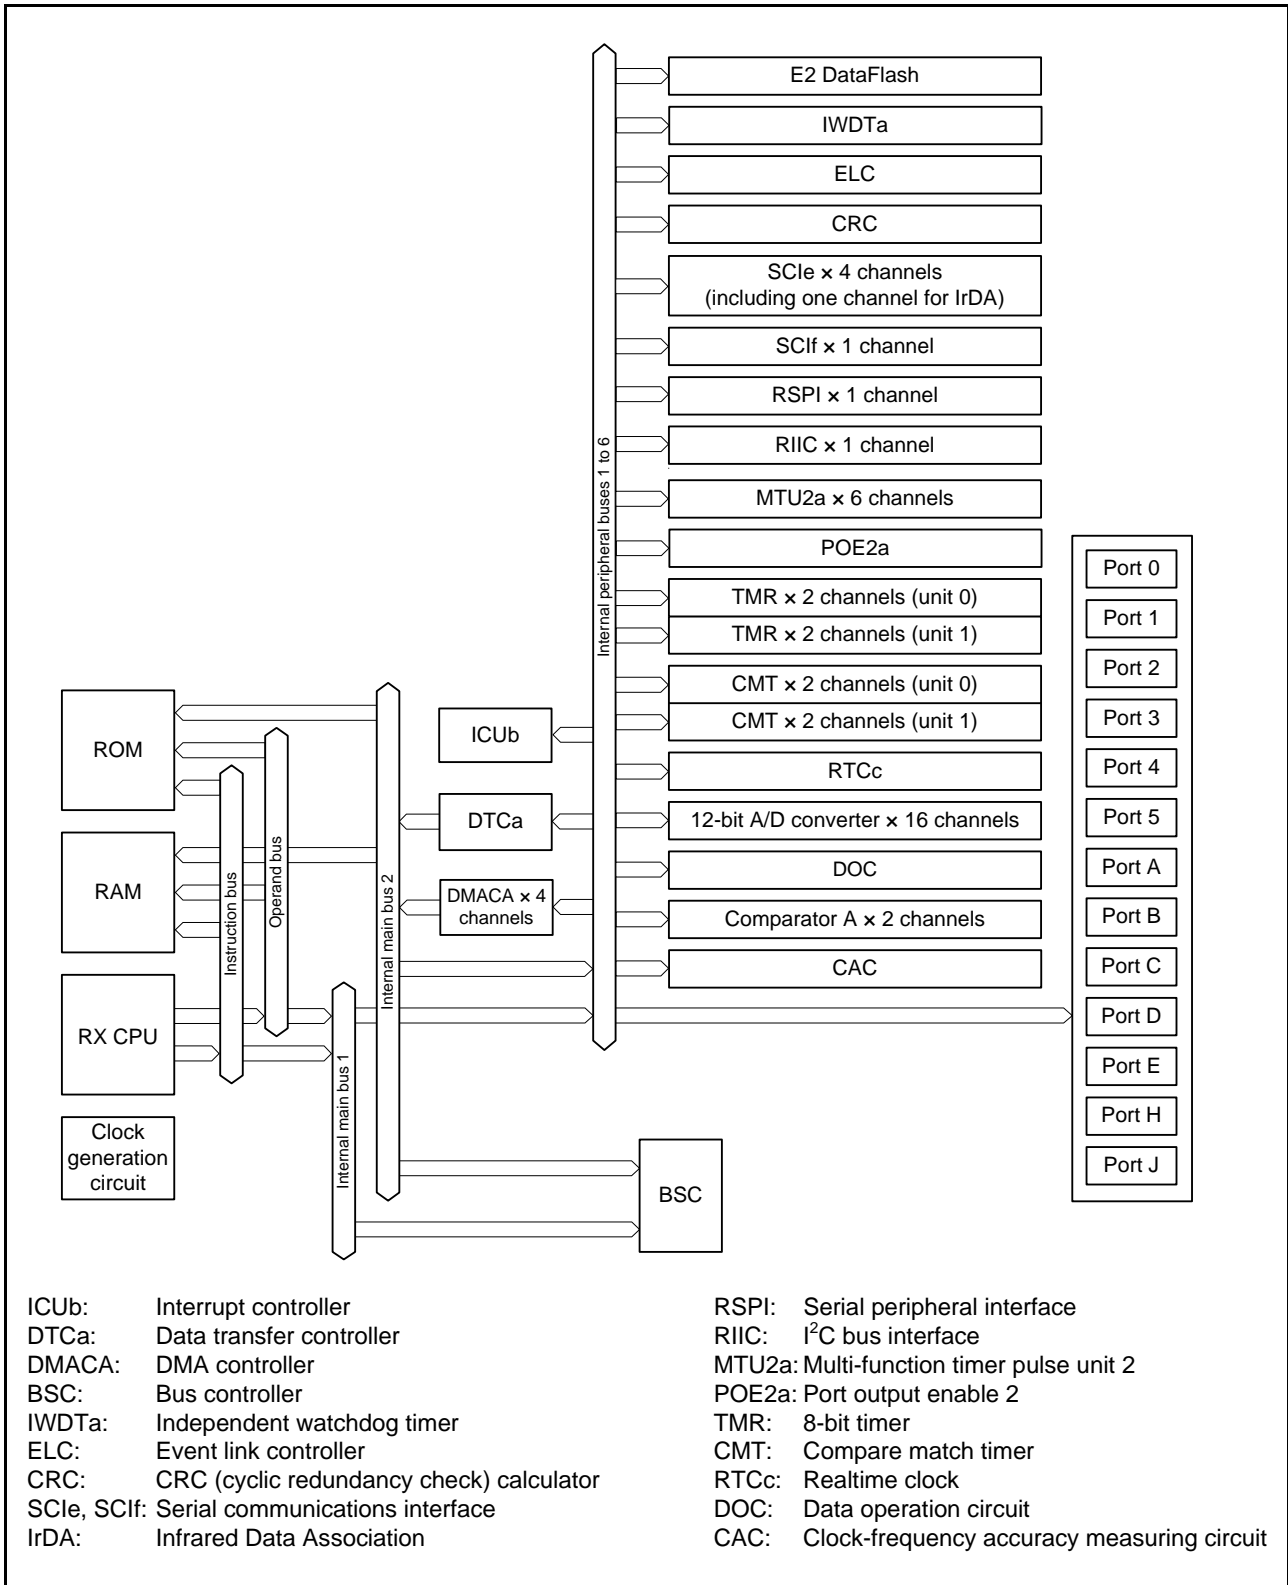 E2 DataFlash
IWDTa
ELC
CRC
SCIe × 4 channels
(including one channel for IrDA)
SCIf × 1 channel
RSPI × 1 channel
RIIC × 1 channel
MTU2a × 6 channels
POE2a
TMR × 2 channels (unit 0)
TMR × 2 channels (unit 1)
CMT × 2 channels (unit 0)
CMT × 2 channels (unit 1)
RTCc
12-bit A/D converter × 16 channels
DOC
Comparator A × 2 channels
CAC
Internal peripheral buses 1 to 6
Port 0
Port 1
Port 2
Port 3
Port 4
Port 5
Port A
Port B
Port C
Port D
Port E
Port H
Port J
ROM
RAM
RX CPU
Clock
generation
circuit
Instruction bus
Operand bus
Internal main bus 1
Internal main bus 2
ICUb
DTCa
DMACA × 4
channels
BSC
ICUb: Interrupt controller
DTCa: Data transfer controller
DMACA: DMA controller
BSC: Bus controller
IWDTa: Independent watchdog timer
ELC: Event link controller
CRC: CRC (cyclic redundancy check) calculator
SCIe, SCIf: Serial communications interface
IrDA: Infrared Data Association
RSPI: Serial peripheral interface
RIIC: I²C bus interface
MTU2a: Multi-function timer pulse unit 2
POE2a: Port output enable 2
TMR: 8-bit timer
CMT: Compare match timer
RTCc: Realtime clock
DOC: Data operation circuit
CAC: Clock-frequency accuracy measuring circuit